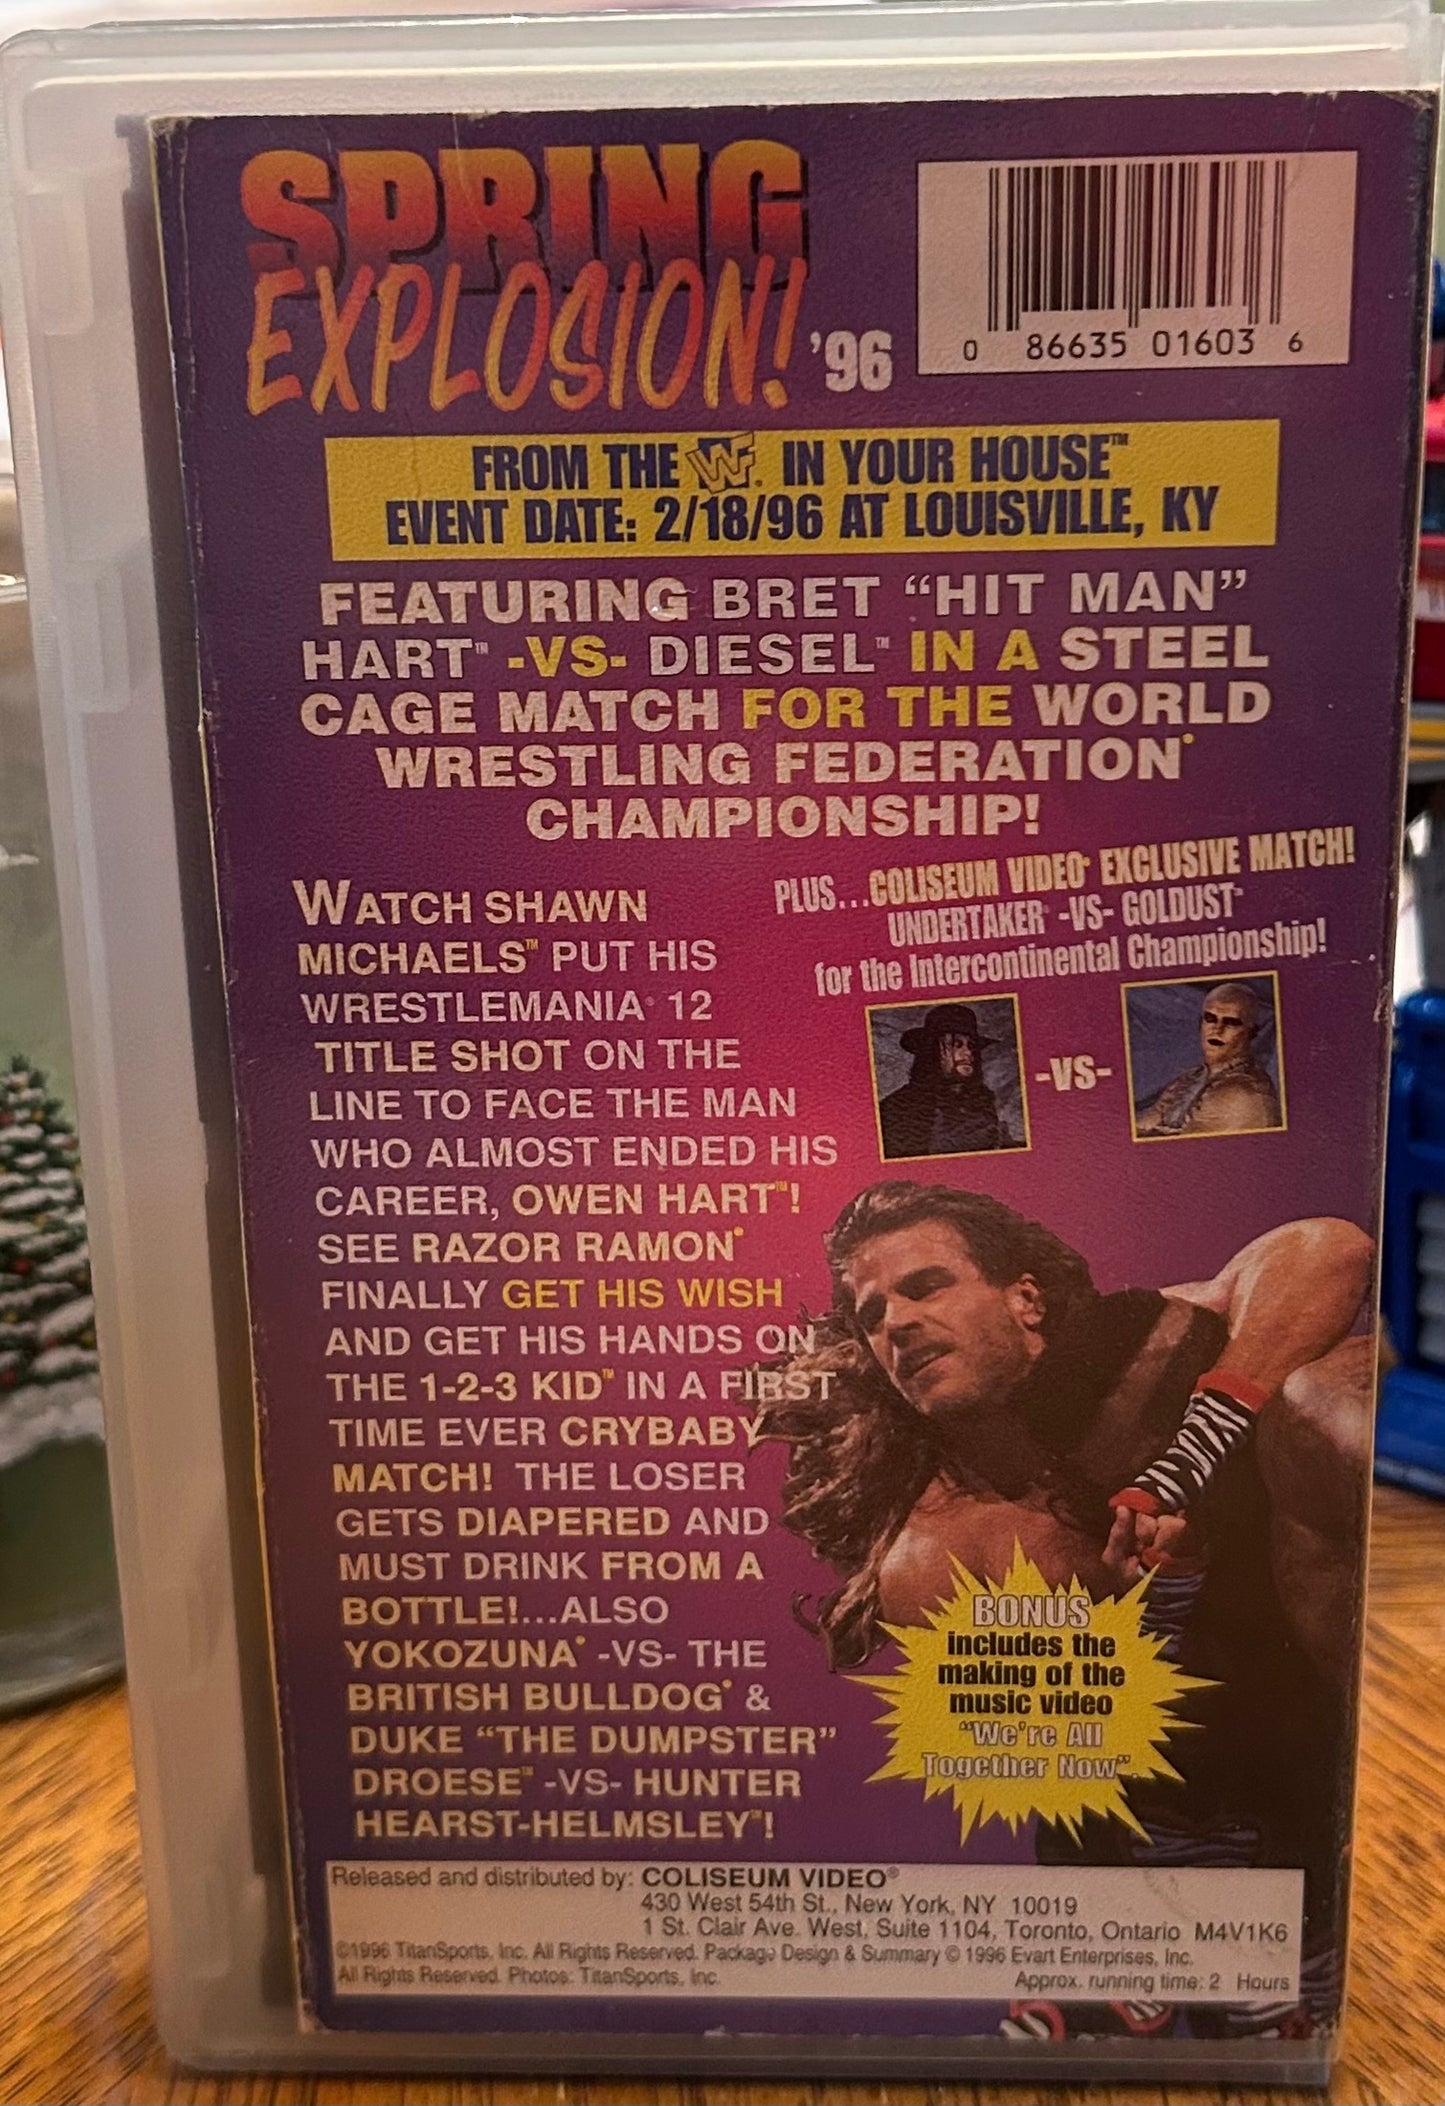 SPRING
EXPLOSION! '96
0 86635 01603 6
FROM THE WF. IN YOUR HOUSE™
EVENT DATE: 2/18/96 AT LOUISVILLE, KY
FEATURING BRET “HIT MAN”
HART™ -VS- DIESEL™ IN A STEEL
CAGE MATCH FOR THE WORLD
WRESTLING FEDERATION®
CHAMPIONSHIP!
PLUS...COLISEUM VIDEO® EXCLUSIVE MATCH!
UNDERTAKER® -VS- GOLDUST™
for the Intercontinental Championship!
-VS-
WATCH SHAWN
MICHAELS™ PUT HIS
WRESTLEMANIA® 12
TITLE SHOT ON THE
LINE TO FACE THE MAN
WHO ALMOST ENDED HIS
CAREER, OWEN HART™!
SEE RAZOR RAMON®
FINALLY GET HIS WISH
AND GET HIS HANDS ON
THE 1-2-3 KID™ IN A FIRST
TIME EVER CRYBABY
MATCH! THE LOSER
GETS DIAPERED AND
MUST DRINK FROM A
BOTTLE!...ALSO
YOKOZUNA® -VS- THE
BRITISH BULLDOG® &
DUKE “THE DUMPSTER”
DROESE™ -VS- HUNTER
HEARST-HELMSLEY™!
BONUS
includes the
making of the
music video
“We're All
Together Now”.
Released and distributed by: COLISEUM VIDEO®
430 West 54th St., New York, NY 10019
1 St. Clair Ave. West, Suite 1104, Toronto, Ontario M4V1K6
©1996 TitanSports, Inc. All Rights Reserved. Package Design & Summary © 1996 Evart Enterprises, Inc.
All Rights Reserved. Photos: TitanSports, Inc.
Approx. running time: 2 Hours